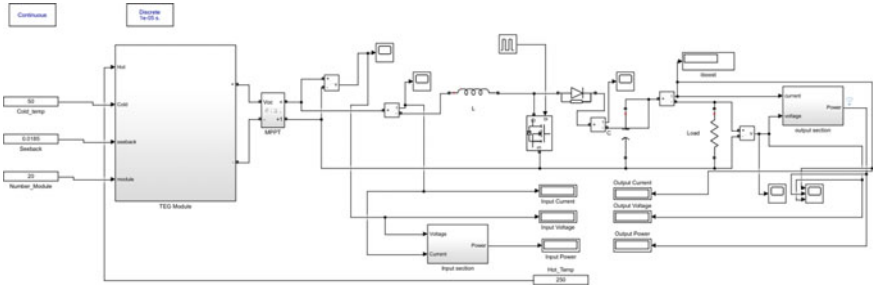 Continuous
Discrete
1e-05 s.
Hot
Cold
seeback
module
TEG Module
50
Cold_temp
0.0185
Seeback
20
Number_Module
Voc
MPPT
L
C
Load
iboost
current
voltage
Power
output section
Input Current
Input Voltage
Input Power
Output Current
Output Voltage
Output Power
Voltage
Current
Power
Input section
Hot_Temp
250